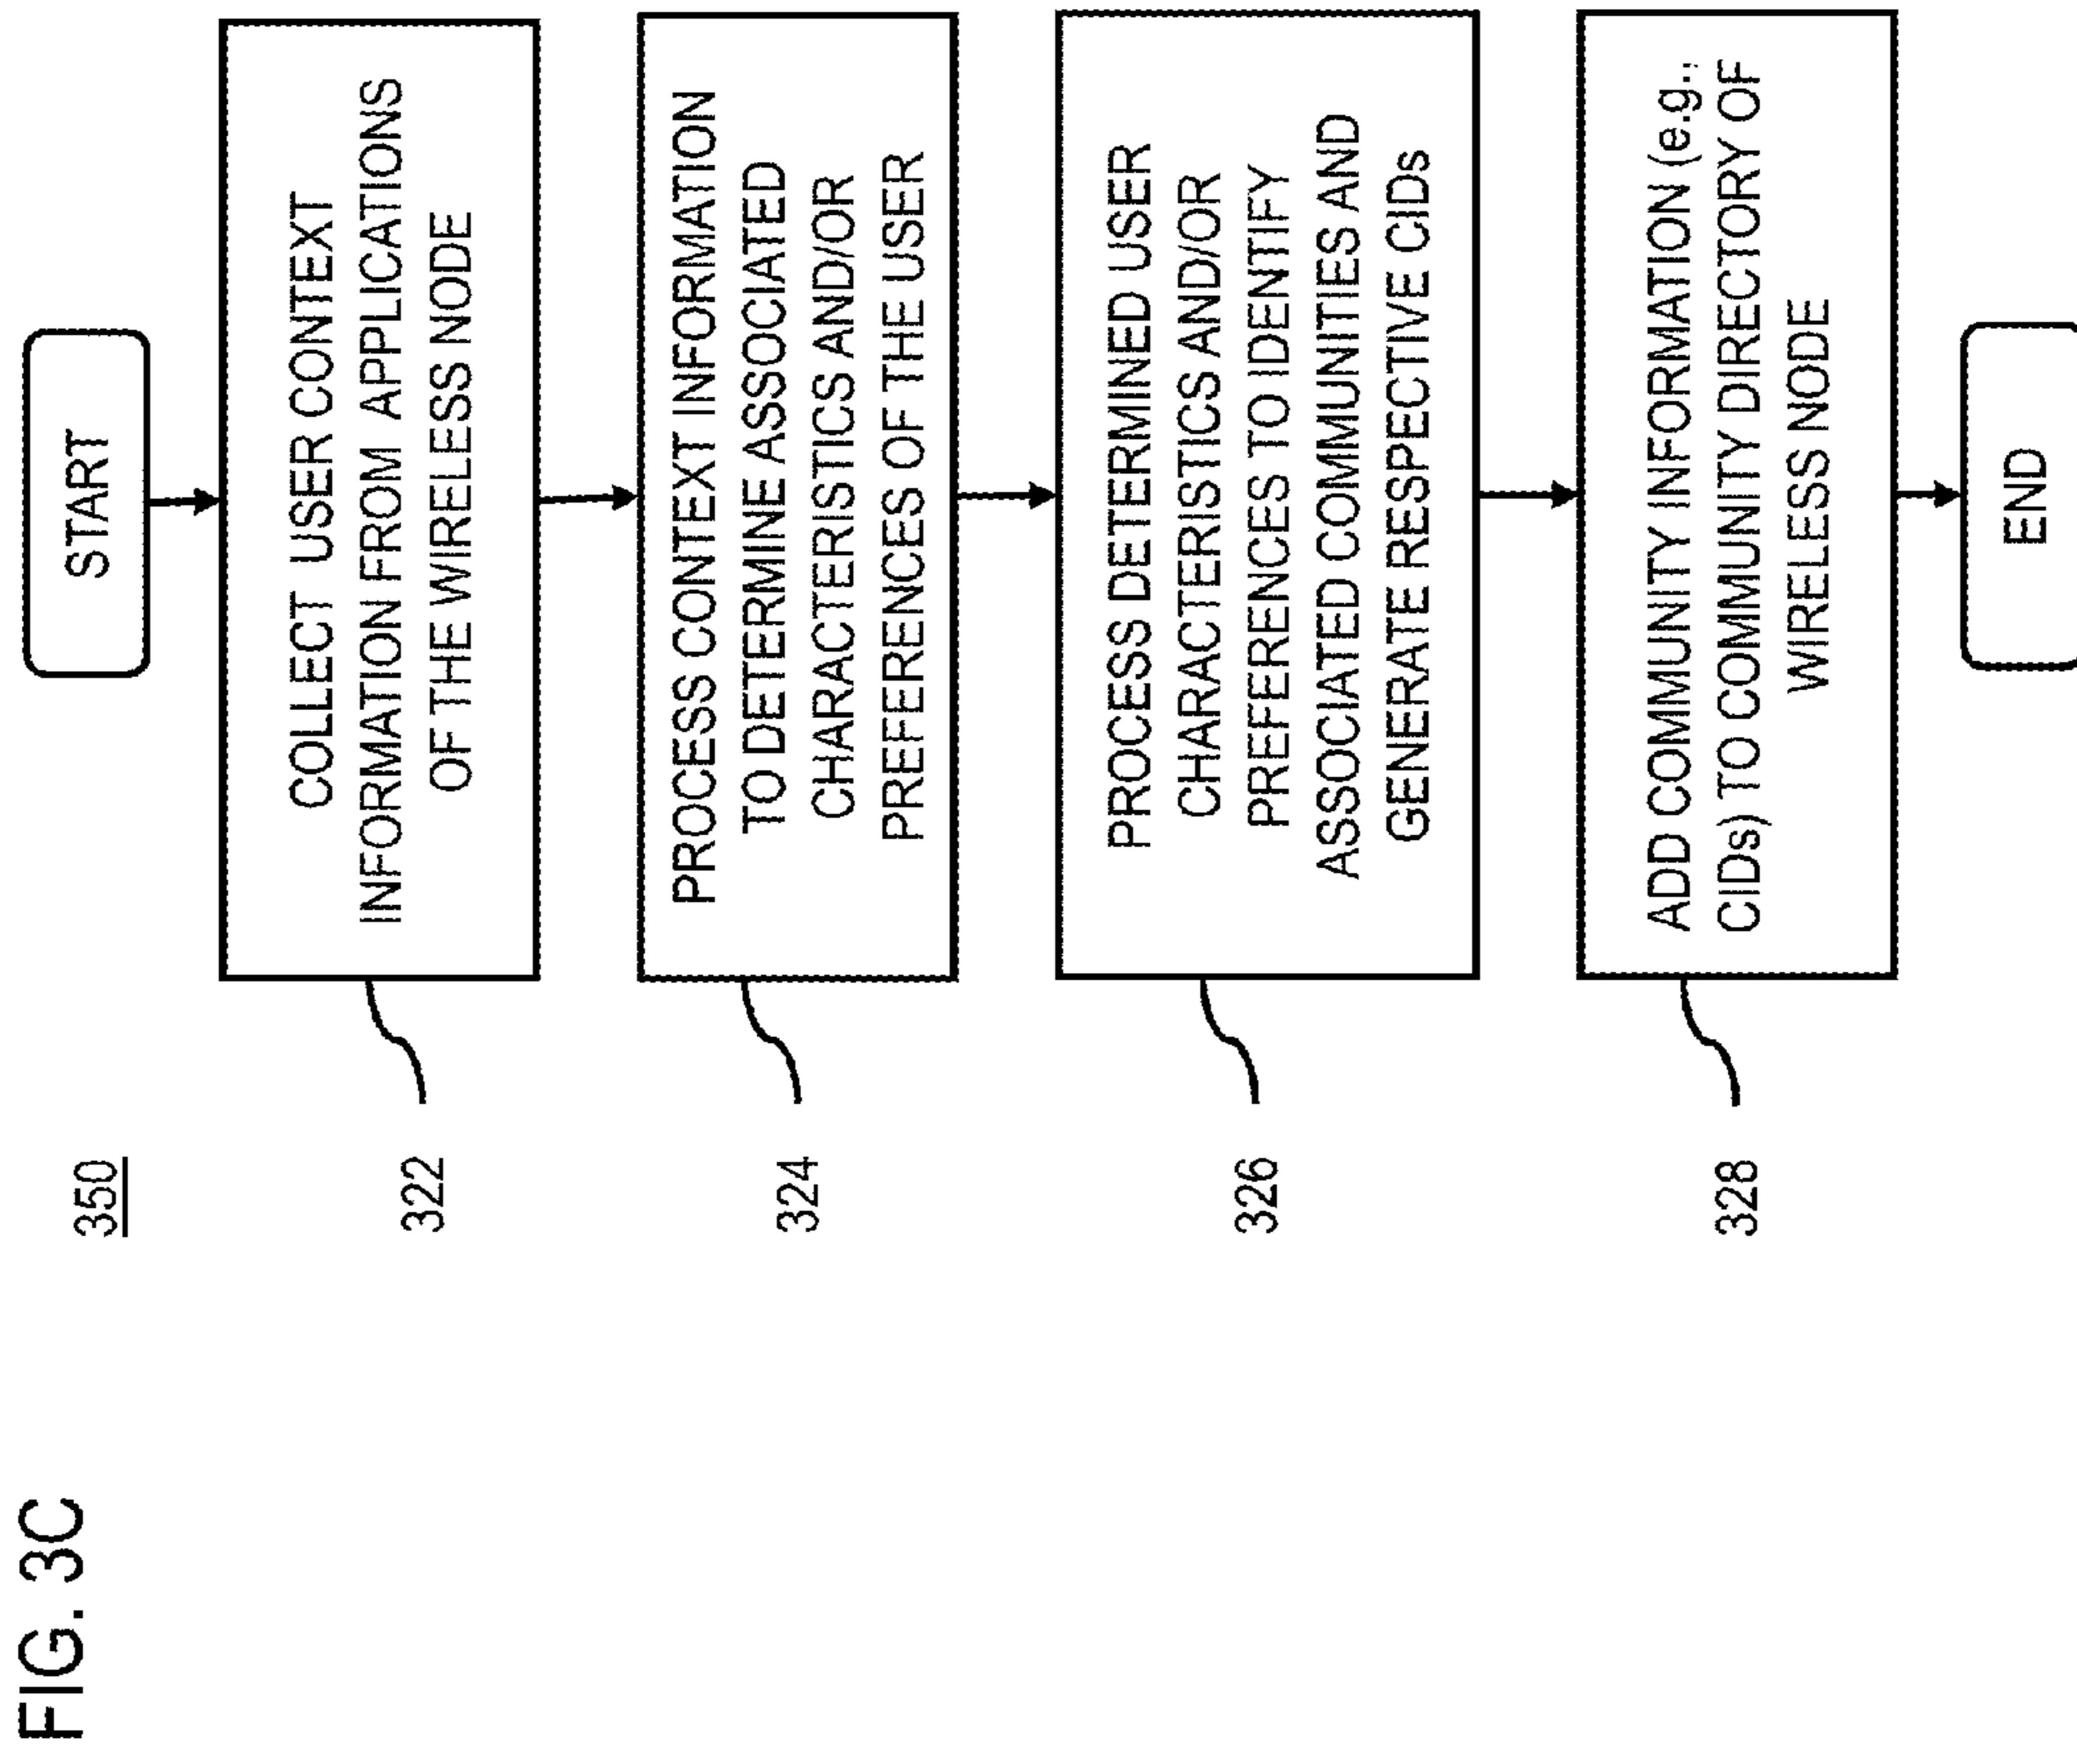 FIG. 3C
350
START
COLLECT USER CONTEXT
INFORMATION FROM APPLICATIONS
OF THE WIRELESS NODE
322
PROCESS CONTEXT INFORMATION
TO DETERMINE ASSOCIATED
CHARACTERISTICS AND/OR
PREFERENCES OF THE USER
324
PROCESS DETERMINED USER
CHARACTERISTICS AND/OR
PREFERENCES TO IDENTIFY
ASSOCIATED COMMUNITIES AND
GENERATE RESPECTIVE CIDs
326
ADD COMMUNITY INFORMATION (e.g.,
CIDs) TO COMMUNITY DIRECTORY OF
WIRELESS NODE
328
END